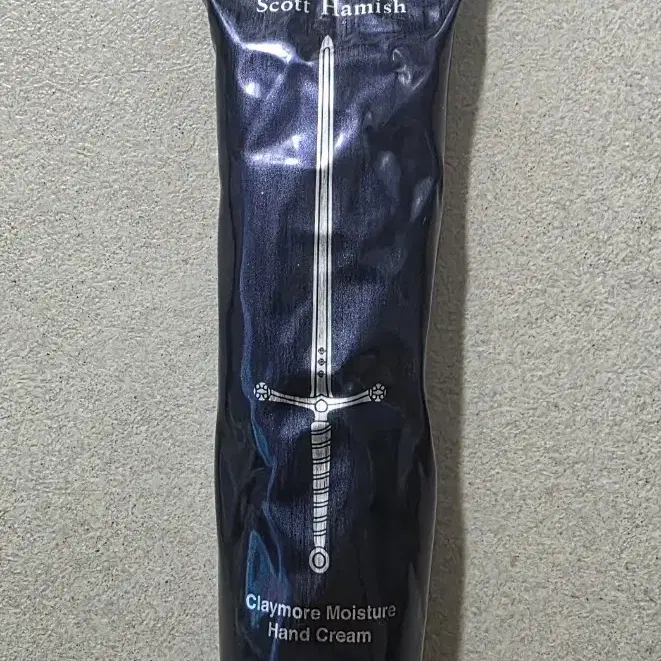 Scott Hamish
Claymore Moisture
Hand Cream